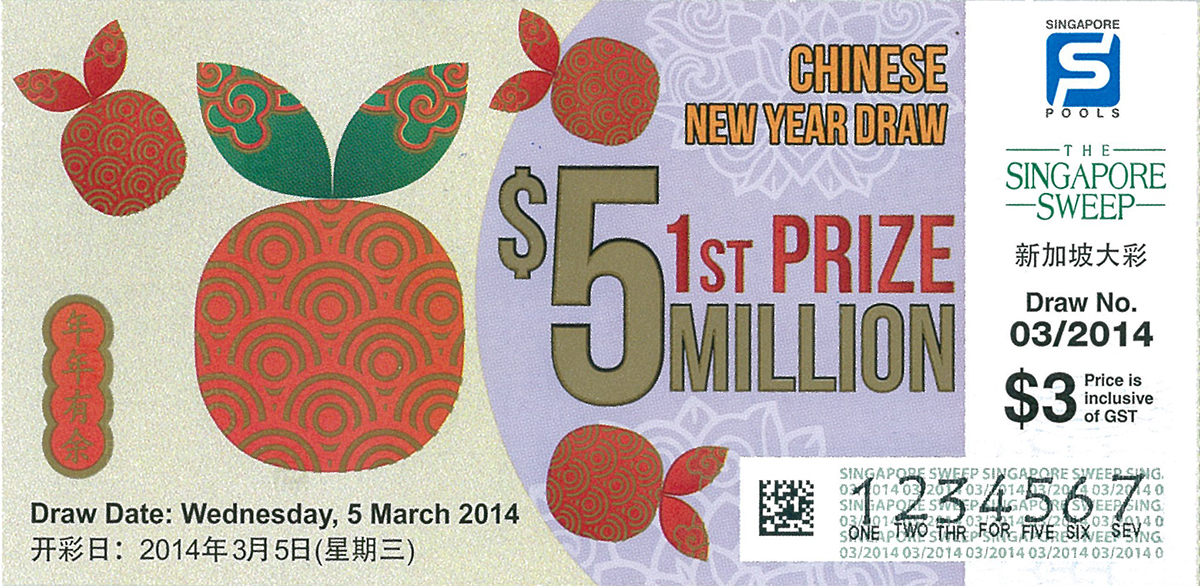 年年有余
CHINESE
NEW YEAR DRAW
$5
1ST PRIZE
MILLION
Draw Date: Wednesday, 5 March 2014
开彩日：2014年3月5日(星期三)
SINGAPORE
POOLS
THE
SINGAPORE
SWEEP
新加坡大彩
Draw No.
03/2014
$3 Price is
inclusive
of GST
SINGAPORE SWEEP SINGAPORE SWEEP SING
1234567
ONE TWO THR FOR FIVE SIX SEV
03/2014 03/2014 03/2014 03/2014 03/2014 0